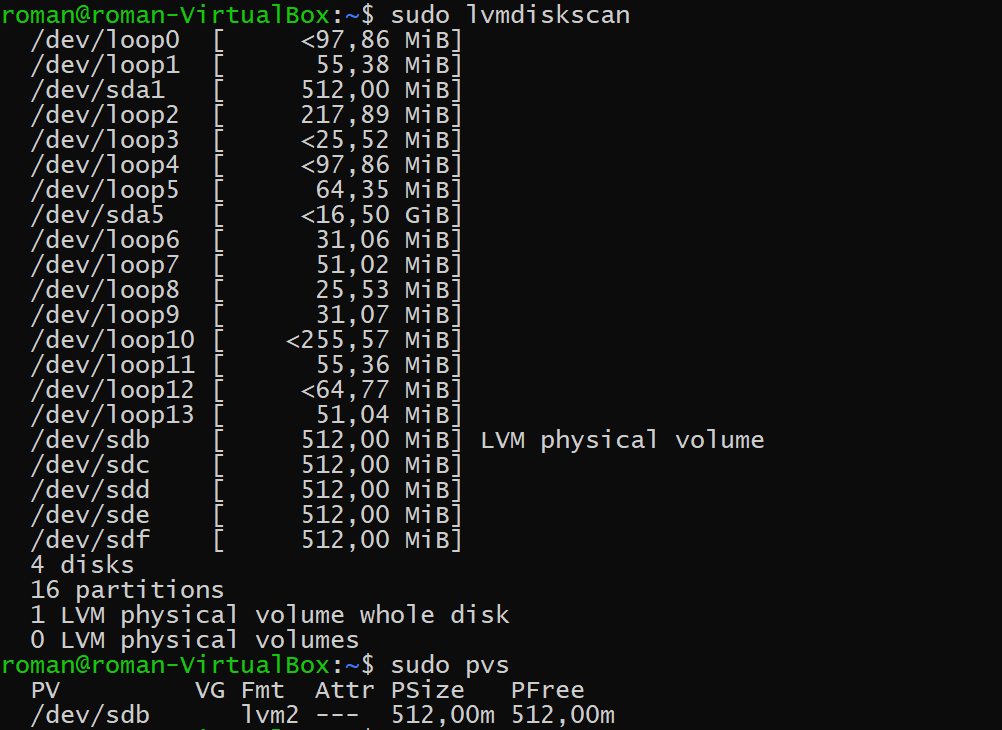 roman@roman-VirtualBox:~$ sudo lvmdiskscan
  /dev/loop0  [     <97,86 MiB]
  /dev/loop1  [      55,38 MiB]
  /dev/sda1   [     512,00 MiB]
  /dev/loop2  [     217,89 MiB]
  /dev/loop3  [     <25,52 MiB]
  /dev/loop4  [     <97,86 MiB]
  /dev/loop5  [      64,35 MiB]
  /dev/sda5   [     <16,50 GiB]
  /dev/loop6  [      31,06 MiB]
  /dev/loop7  [      51,02 MiB]
  /dev/loop8  [      25,53 MiB]
  /dev/loop9  [      31,07 MiB]
  /dev/loop10 [    <255,57 MiB]
  /dev/loop11 [      55,36 MiB]
  /dev/loop12 [     <64,77 MiB]
  /dev/loop13 [      51,04 MiB]
  /dev/sdb    [     512,00 MiB] LVM physical volume
  /dev/sdc    [     512,00 MiB]
  /dev/sdd    [     512,00 MiB]
  /dev/sde    [     512,00 MiB]
  /dev/sdf    [     512,00 MiB]
  4 disks
  16 partitions
  1 LVM physical volume whole disk
  0 LVM physical volumes
roman@roman-VirtualBox:~$ sudo pvs
  PV         VG Fmt  Attr PSize   PFree
  /dev/sdb      lvm2 ---  512,00m 512,00m